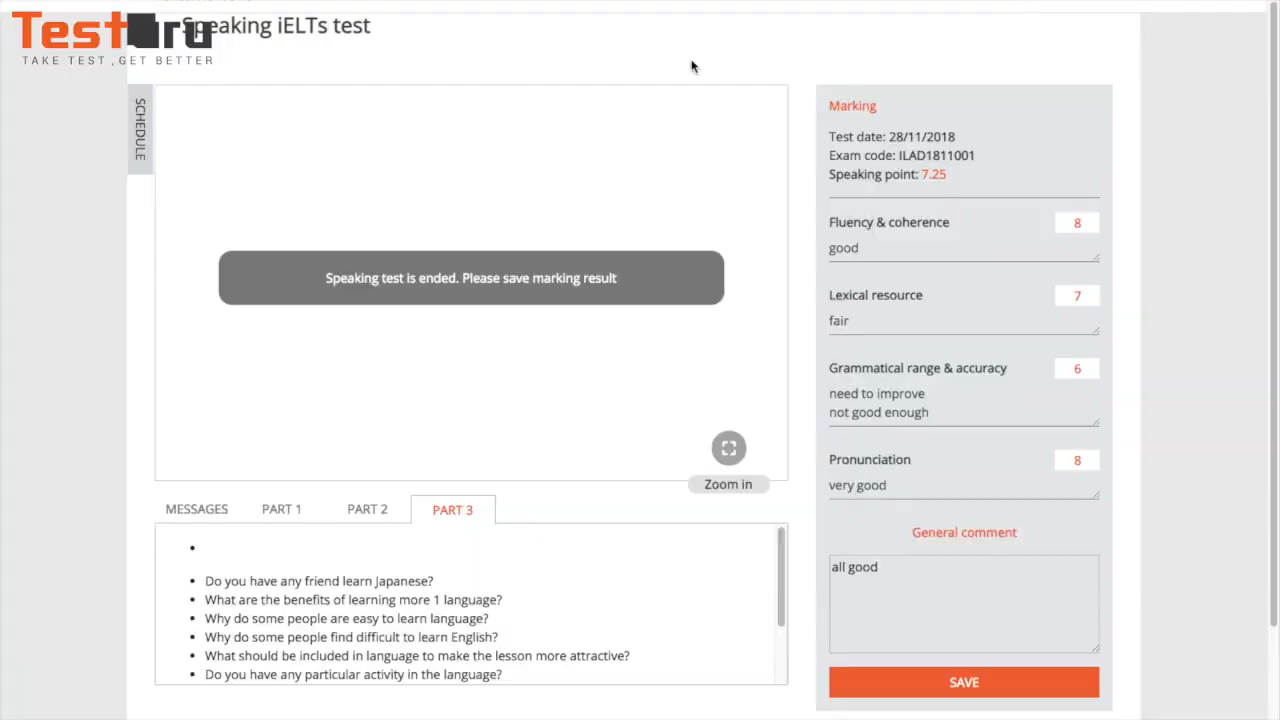 Speaking iELTs test
TAKE TEST ,GET BETTER
SCHEDULE
Speaking test is ended. Please save marking result
Zoom in
MESSAGES
PART 1
PART 2
PART 3
Do you have any friend learn Japanese?
What are the benefits of learning more 1 language?
Why do some people are easy to learn language?
Why do some people find difficult to learn English?
What should be included in language to make the lesson more attractive?
Do you have any particular activity in the language?
Marking
Test date: 28/11/2018
Exam code: ILAD1811001
Speaking point: 7.25
Fluency & coherence 8
good
Lexical resource 7
fair
Grammatical range & accuracy 6
need to improve
not good enough
Pronunciation 8
very good
General comment
all good
SAVE